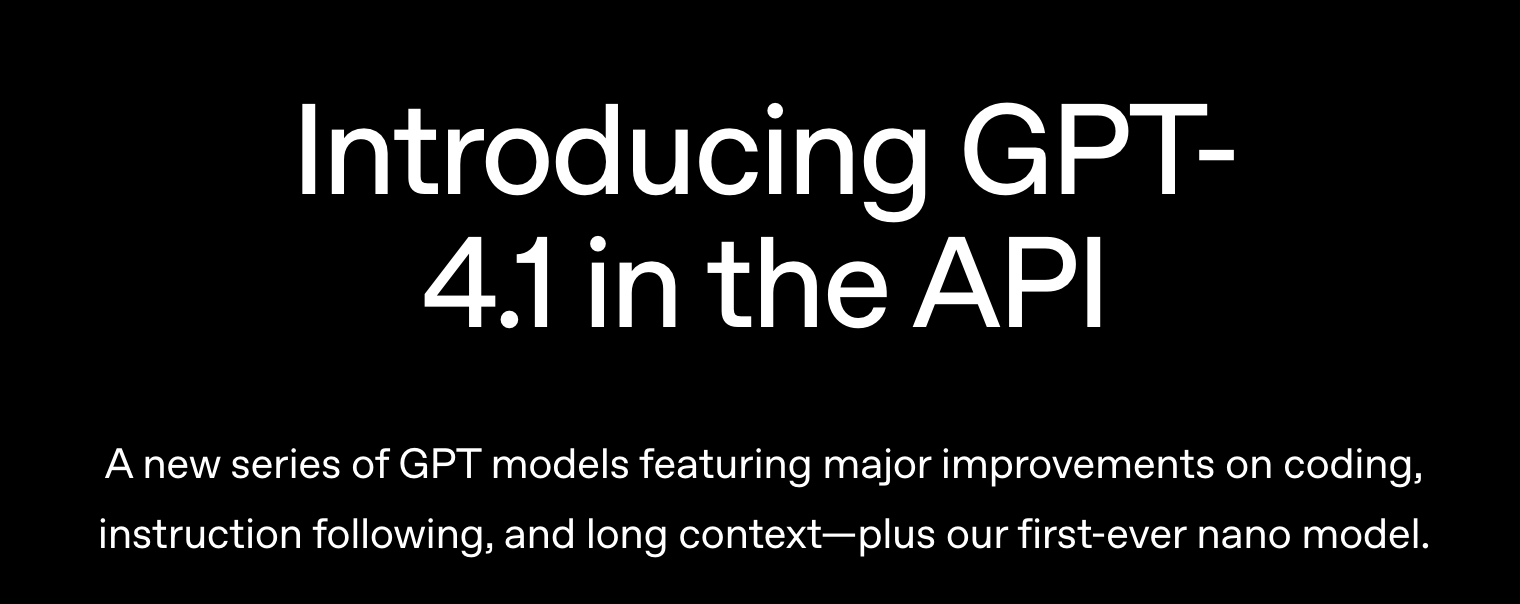 Introducing GPT-
4.1 in the API
A new series of GPT models featuring major improvements on coding,
instruction following, and long context—plus our first-ever nano model.